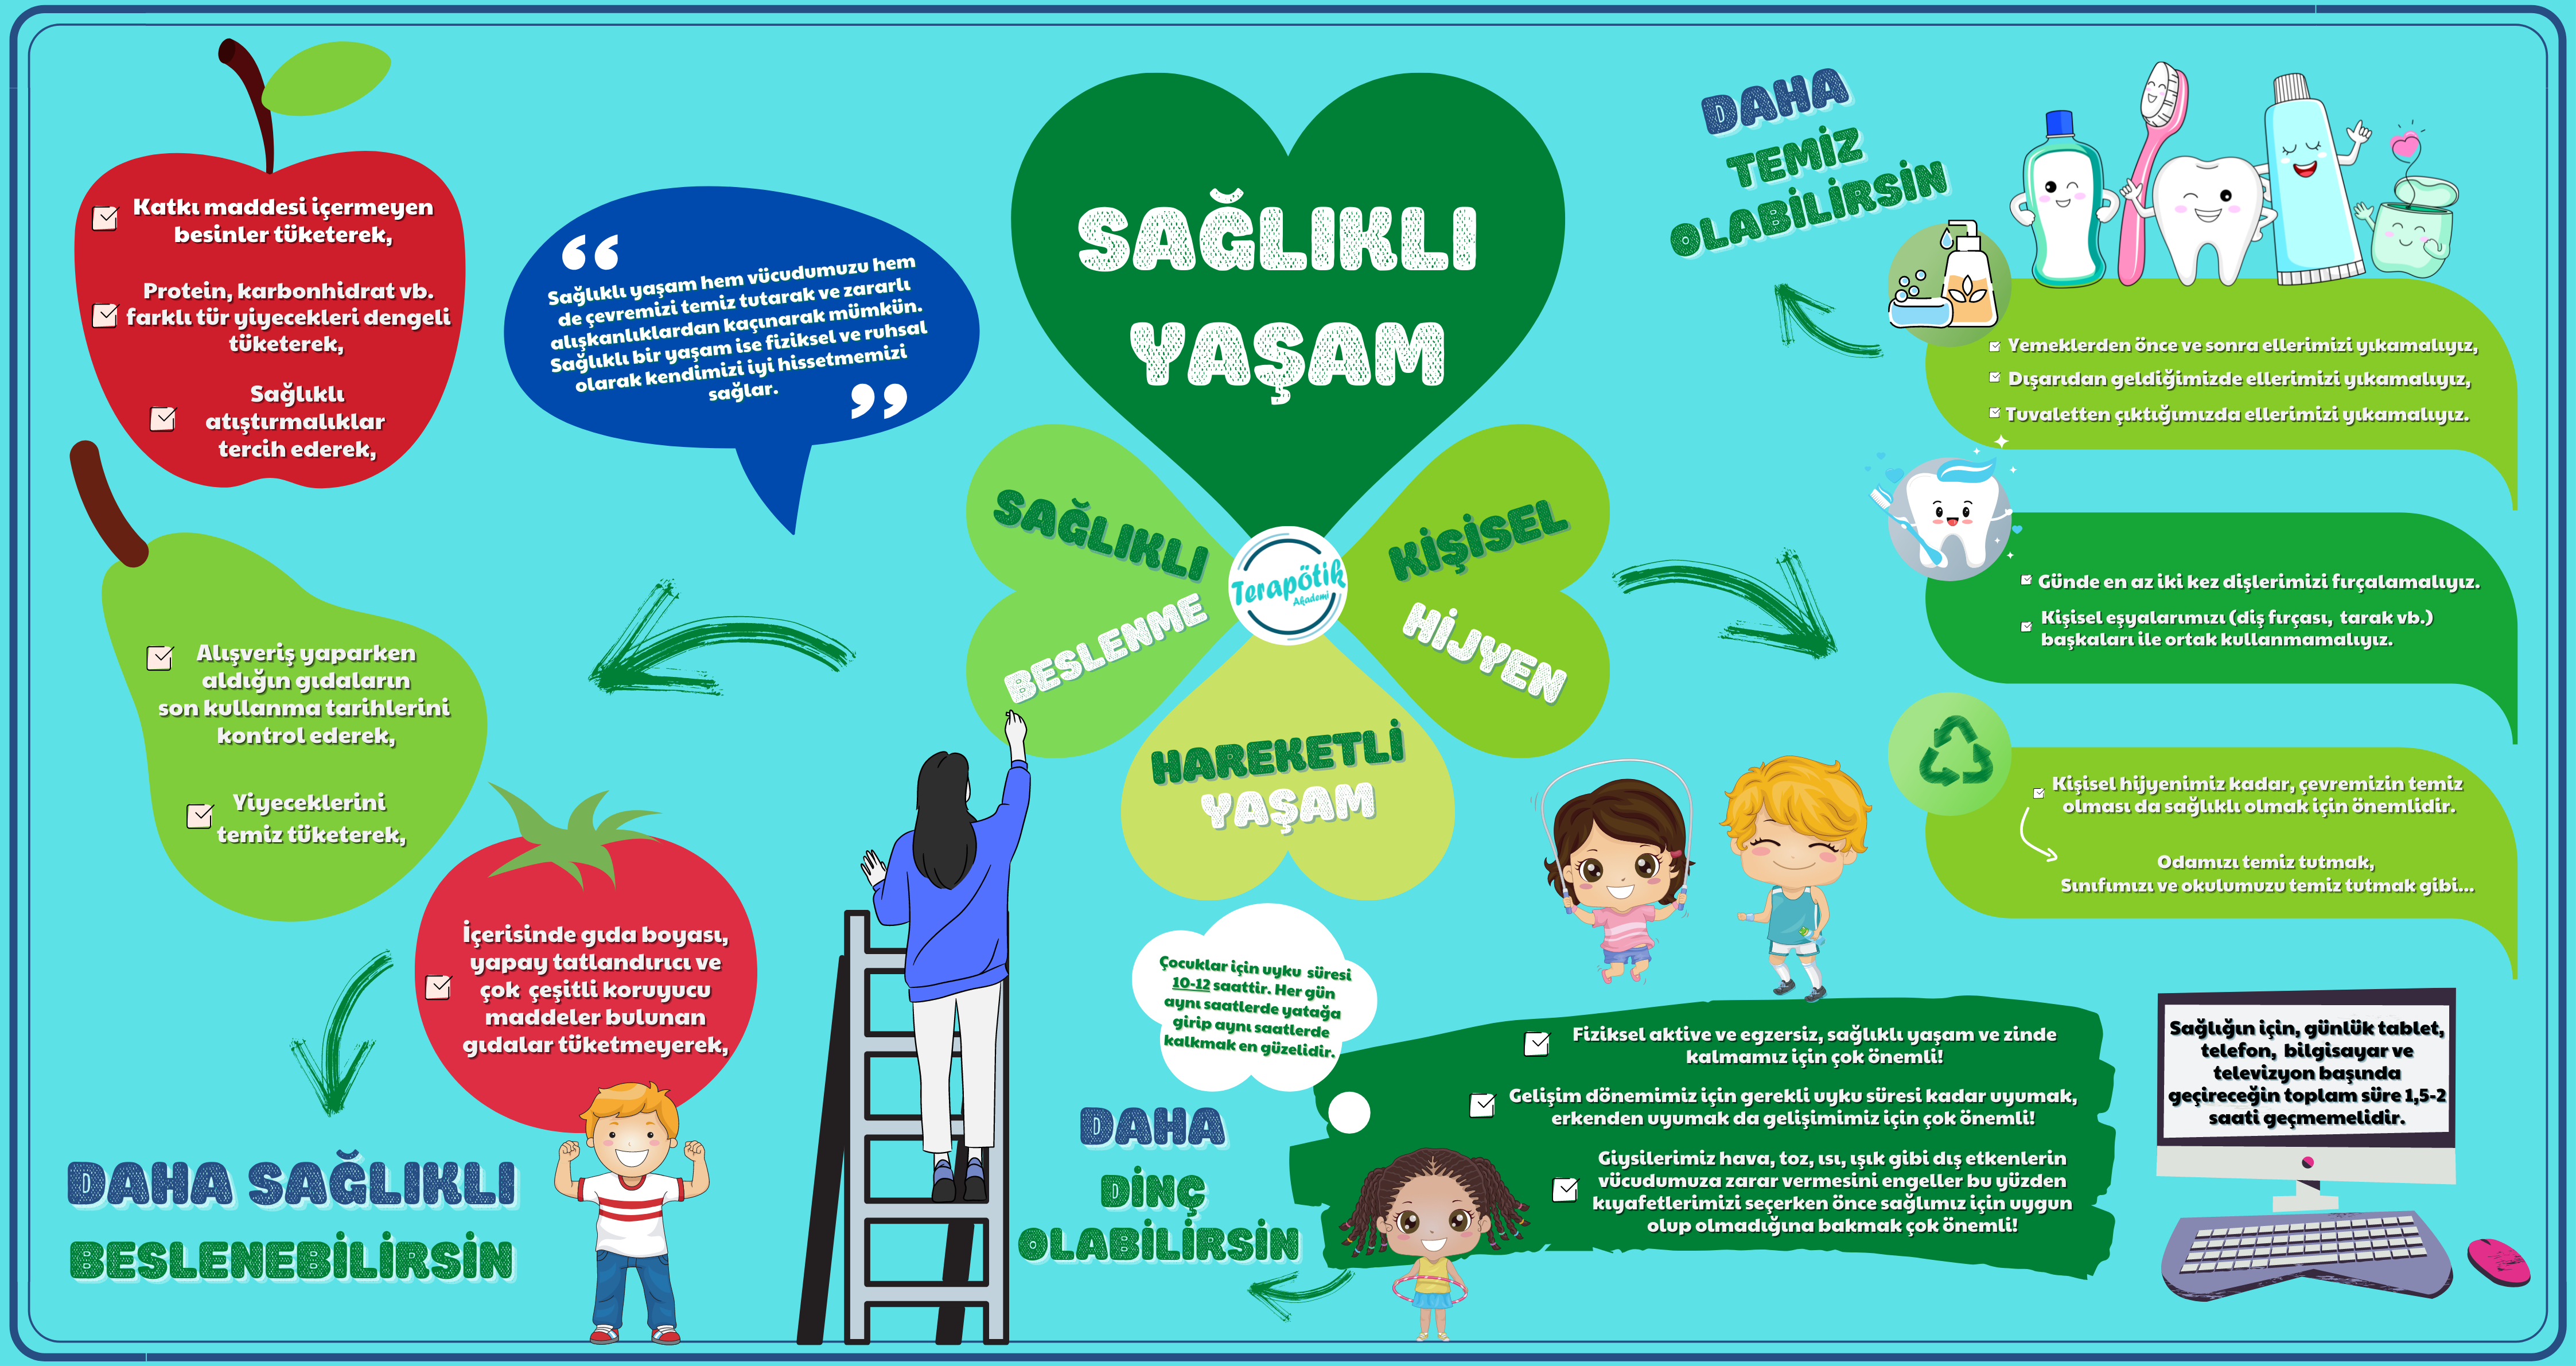 SAĞLIKLI
YAŞAM
SAĞLIKLI
BESLENME
KİŞİSEL
HİJYEN
HAREKETLİ
YAŞAM
Terapötik
Akademi
“
Sağlıklı yaşam hem vücudumuzu hem
de çevremizi temiz tutarak ve zararlı
alışkanlıklardan kaçınarak mümkün.
Sağlıklı bir yaşam ise fiziksel ve ruhsal
olarak kendimizi iyi hissetmemizi
sağlar.
”
Katkı maddesi içermeyen
besinler tüketerek,
Protein, karbonhidrat vb.
farklı tür yiyecekleri dengeli
tüketerek,
Sağlıklı
atıştırmalıklar
tercih ederek,
Alışveriş yaparken
aldığın gıdaların
son kullanma tarihlerini
kontrol ederek,
Yiyeceklerini
temiz tüketerek,
İçerisinde gıda boyası,
yapay tatlandırıcı ve
çok çeşitli koruyucu
maddeler bulunan
gıdalar tüketmeyerek,
DAHA SAĞLIKLI
BESLENEBİLİRSİN
DAHA
TEMİZ
OLABİLİRSİN
Yemeklerden önce ve sonra ellerimizi yıkamalıyız,
Dışarıdan geldiğimizde ellerimizi yıkamalıyız,
Tuvaletten çıktığımızda ellerimizi yıkamalıyız.
Günde en az iki kez dişlerimizi fırçalamalıyız.
Kişisel eşyalarımızı (diş fırçası, tarak vb.)
başkaları ile ortak kullanmamalıyız.
Kişisel hijyenimiz kadar, çevremizin temiz
olması da sağlıklı olmak için önemlidir.
Odamızı temiz tutmak,
Sınıfımızı ve okulumuzu temiz tutmak gibi...
Çocuklar için uyku süresi
10-12 saattir. Her gün
aynı saatlerde yatağa
girip aynı saatlerde
kalkmak en güzelidir.
Fiziksel aktive ve egzersiz, sağlıklı yaşam ve zinde
kalmamız için çok önemli!
Gelişim dönemimiz için gerekli uyku süresi kadar uyumak,
erkenden uyumak da gelişimimiz için çok önemli!
Giysilerimiz hava, toz, ısı, ışık gibi dış etkenlerin
vücudumuza zarar vermesini engeller bu yüzden
kıyafetlerimizi seçerken önce sağlımız için uygun
olup olmadığına bakmak çok önemli!
DAHA
DİNÇ
OLABİLİRSİN
Sağlığın için, günlük tablet,
telefon, bilgisayar ve
televizyon başında
geçireceğin toplam süre 1,5-2
saati geçmemelidir.